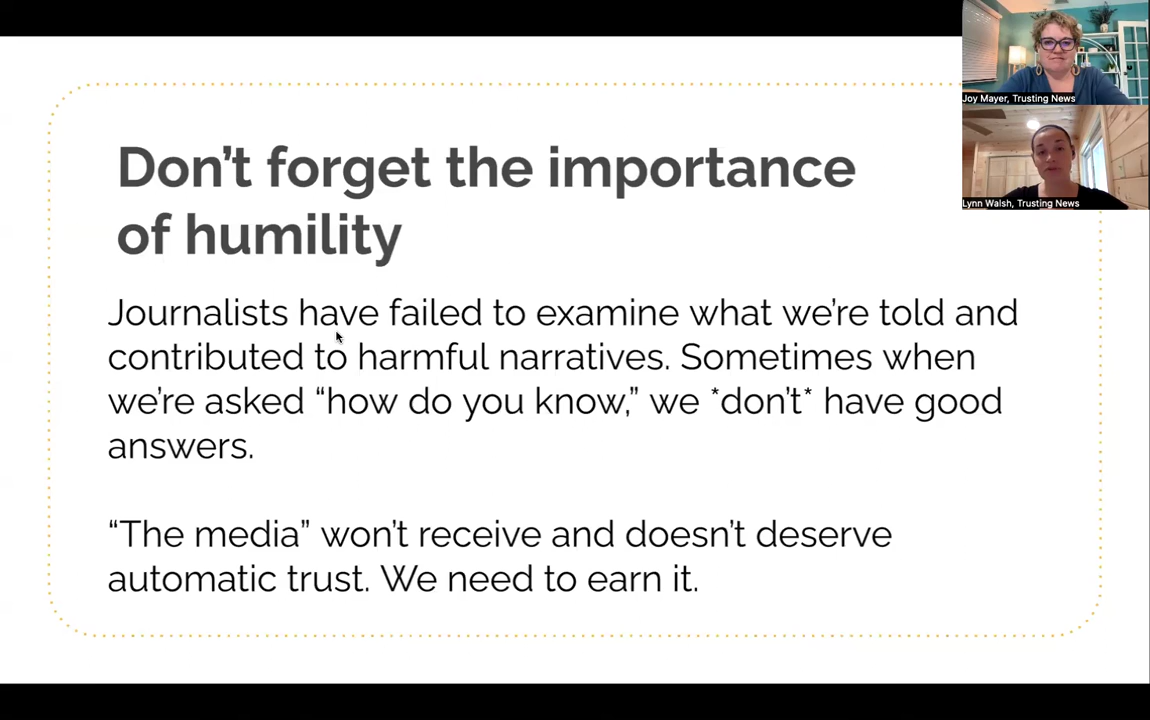 Don't forget the importance
of humility
Journalists have failed to examine what we're told and
contributed to harmful narratives. Sometimes when
we're asked “how do you know,” we *don't* have good
answers.
“The media” won't receive and doesn't deserve
automatic trust. We need to earn it.
Joy Mayer, Trusting News
Lynn Walsh, Trusting News